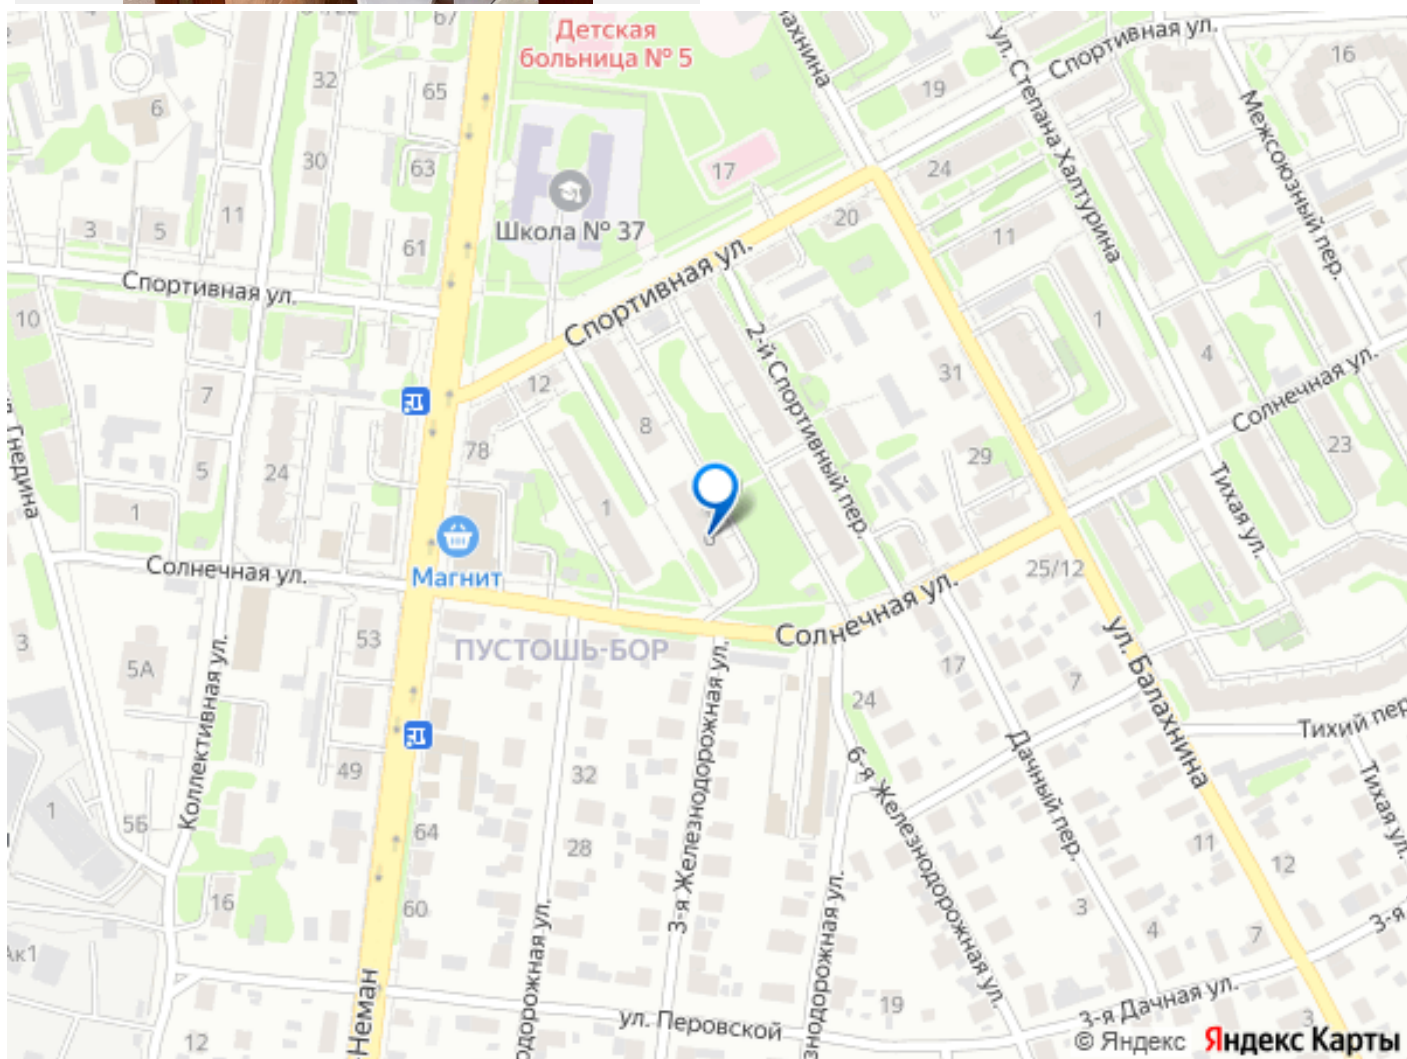 67
Детская
больница № 5
ул. Степана Халтурина
Спортивная ул.
16
32
65
19
6
Межсоюзный пер.
30
63
17
24
11
Школа № 37
20
3
5
61
11
Спортивная ул.
Спортивная ул.
10
2-й Спортивный пер.
1
4
31
Солнечная ул.
12
7
8
78
29
23
5
24
Тихая ул.
1
1
Магнит
Солнечная ул.
25/12
Солнечная ул.
53
ПУСТОШЬ-БОР
3
5А
17
7
ул. Балахнина
24
Коллективная ул.
3-я Железнодорожная ул.
Тихая ул.
49
32
Дачный пер.
6-я Железнодорожная ул.
1
5Б
64
28
11
12
16
60
3
4
7
ул. Перовской
19
3-я Дачная ул.
3
12
© Яндекс
Яндекс Карты